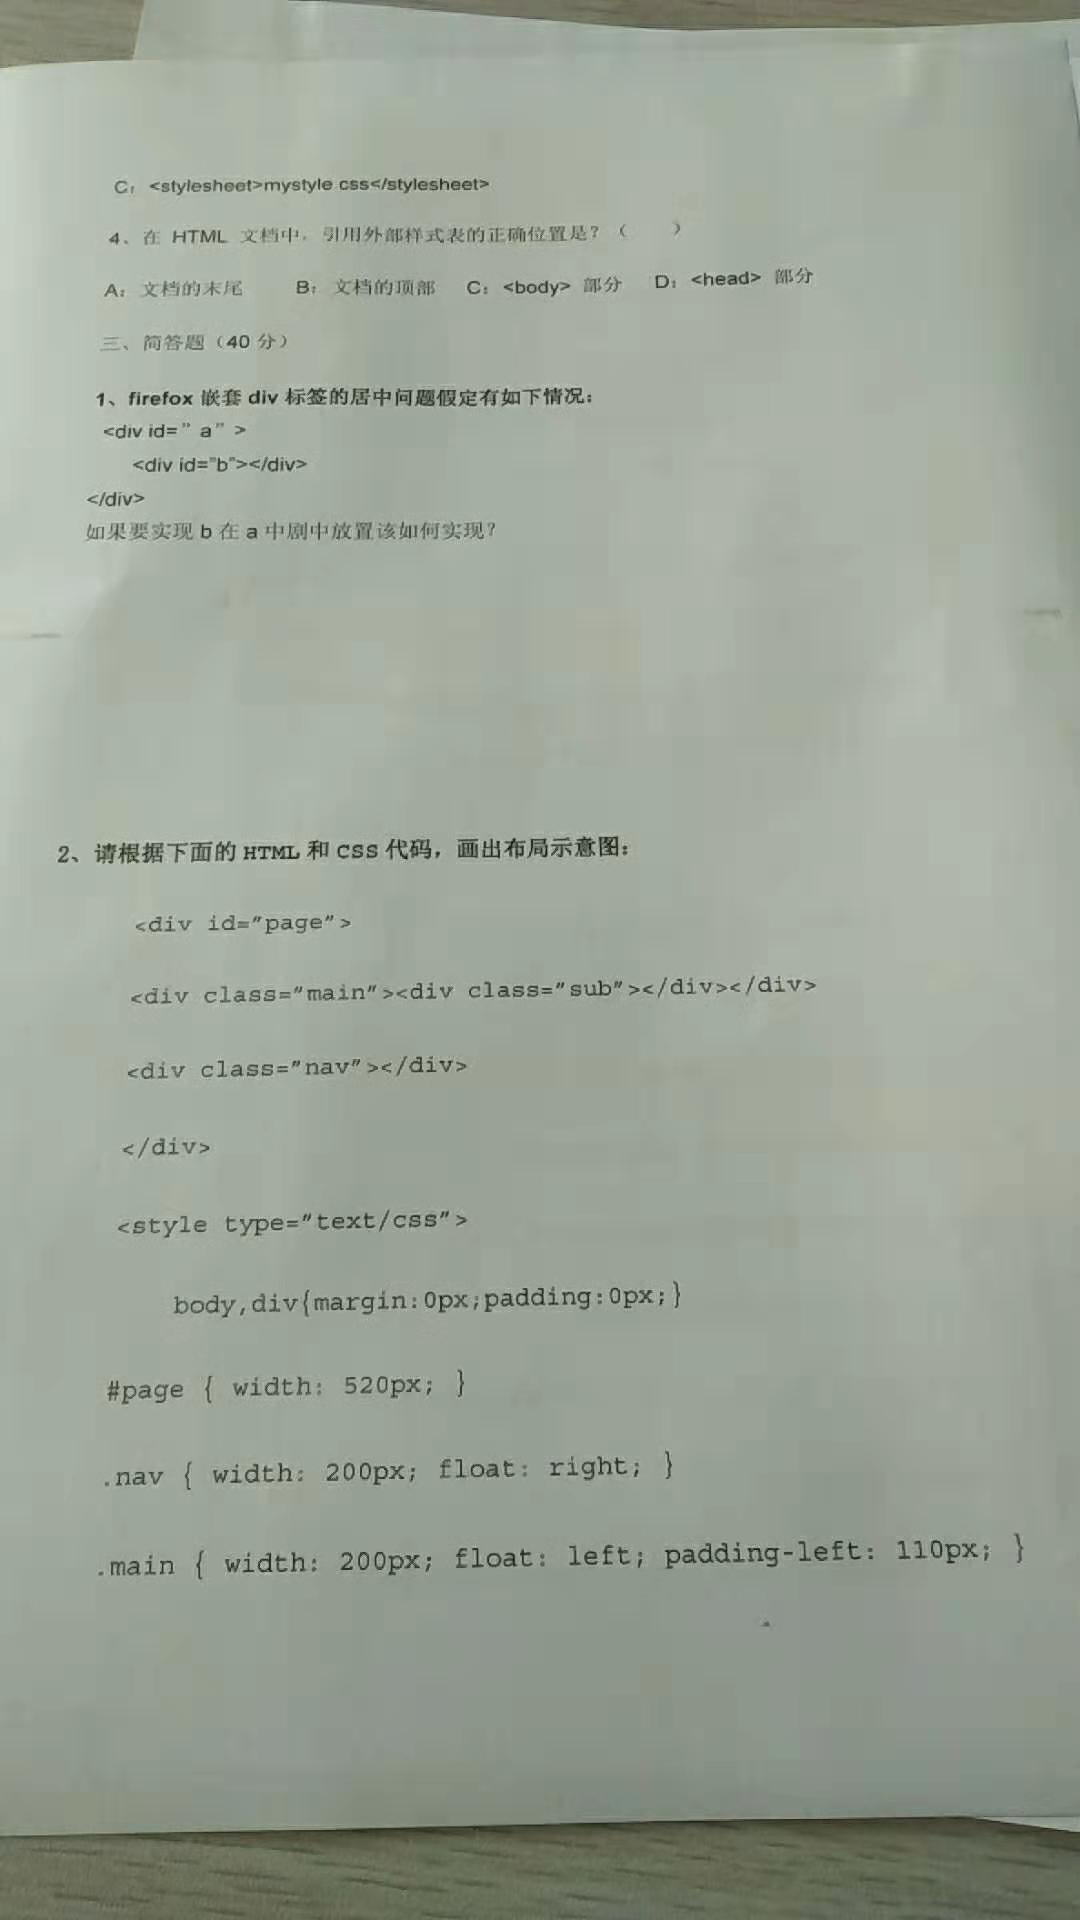 C：<stylesheet>mystyle.css</stylesheet>
4、在 HTML 文档中，引用外部样式表的正确位置是？（　　）
A：文档的末尾　　B：文档的顶部　C：<body> 部分　D：<head> 部分
三、简答题（40 分）
1、firefox 嵌套 div 标签的居中问题假定有如下情况：
<div id=”a”>
<div id="b"></div>
</div>
如果要实现 b 在 a 中剧中放置该如何实现？
2、请根据下面的 HTML 和 CSS 代码，画出布局示意图：
<div id="page">
<div class="main"><div class="sub"></div></div>
<div class="nav"></div>
</div>
<style type="text/css">
body,div{margin:0px;padding:0px;}
#page { width: 520px; }
.nav { width: 200px; float: right; }
.main { width: 200px; float: left; padding-left: 110px; }